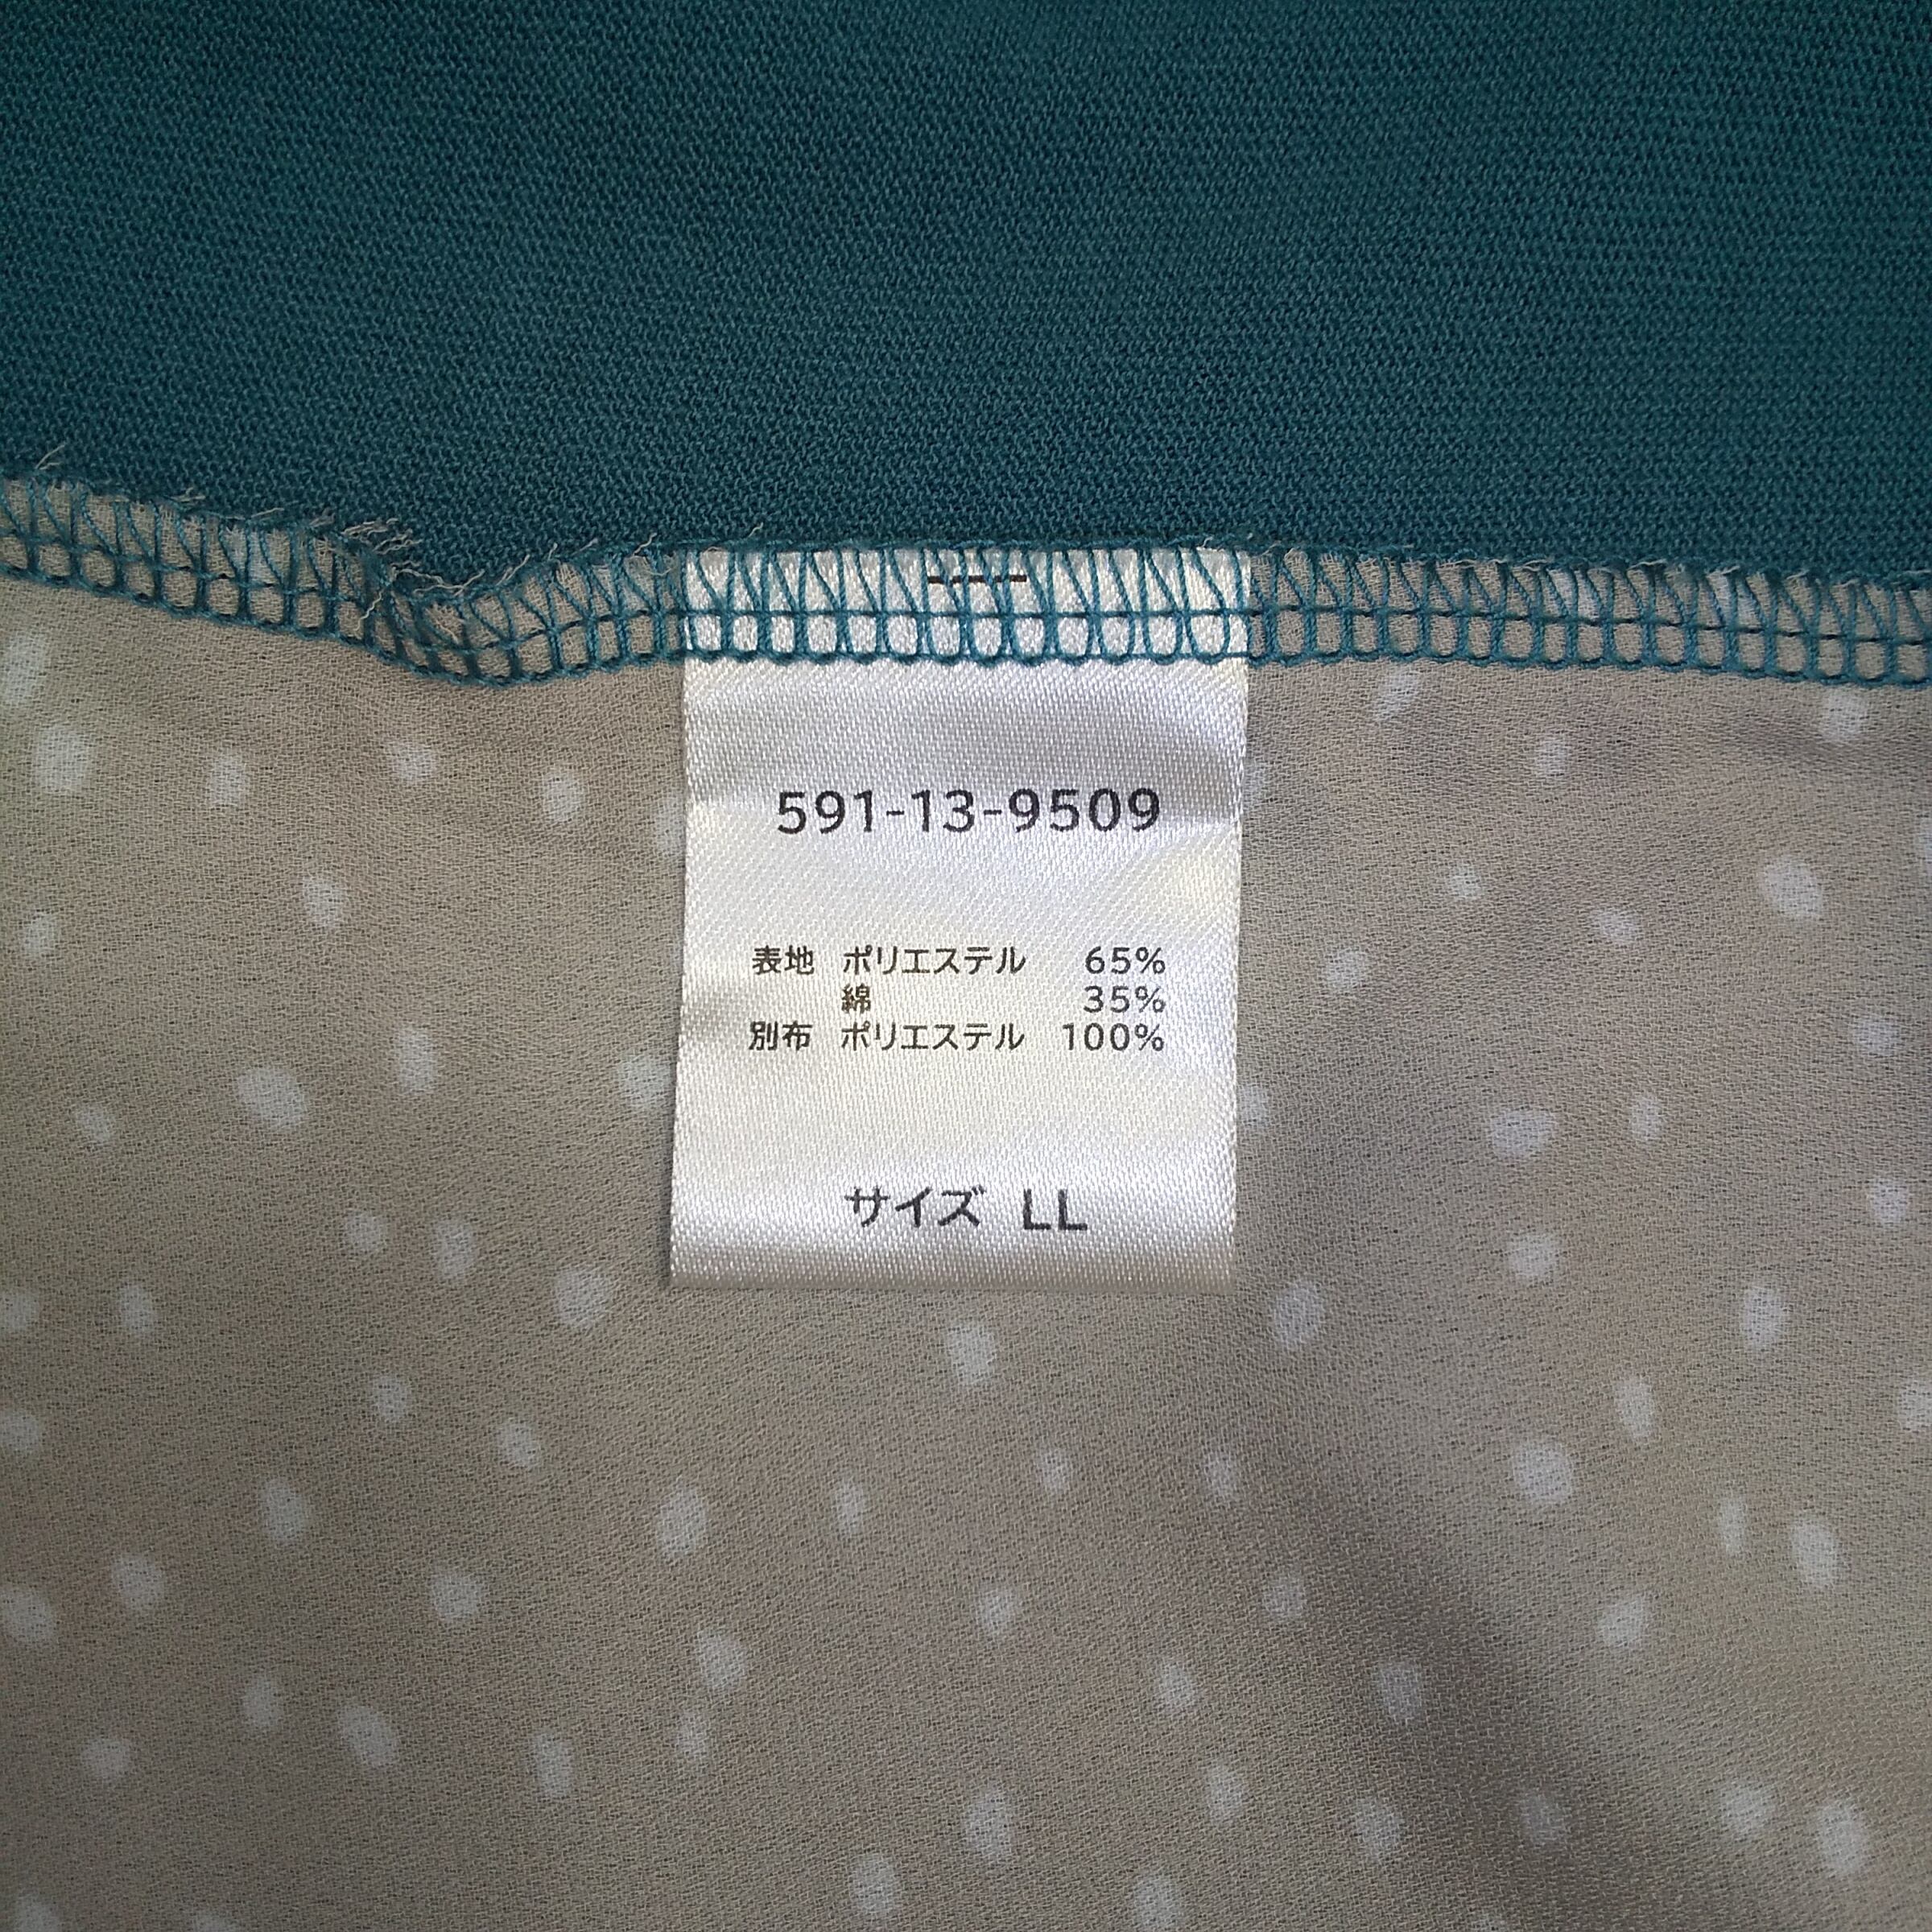 591-13-9509
表地 ポリエステル 65%
綿 35%
別布 ポリエステル 100%
サイズ LL